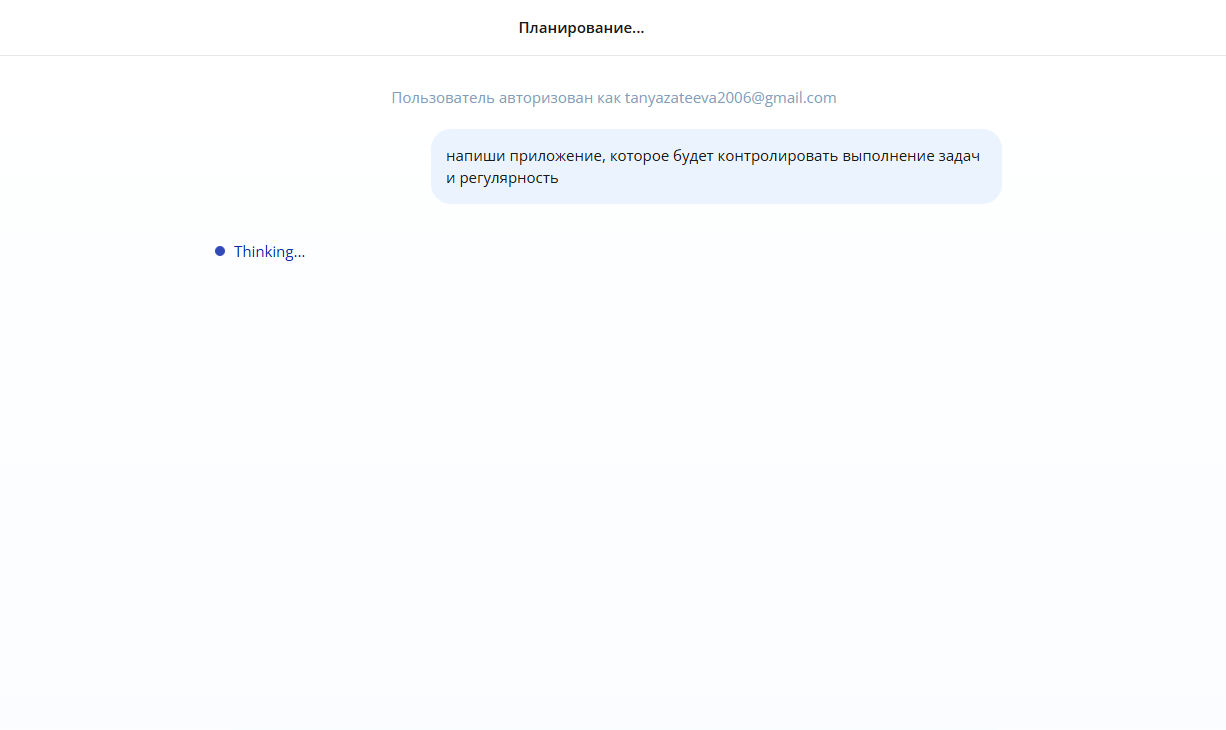 Планирование...
Пользователь авторизован как tanyazateeva2006@gmail.com
напиши приложение, которое будет контролировать выполнение задач
и регулярность
Thinking...